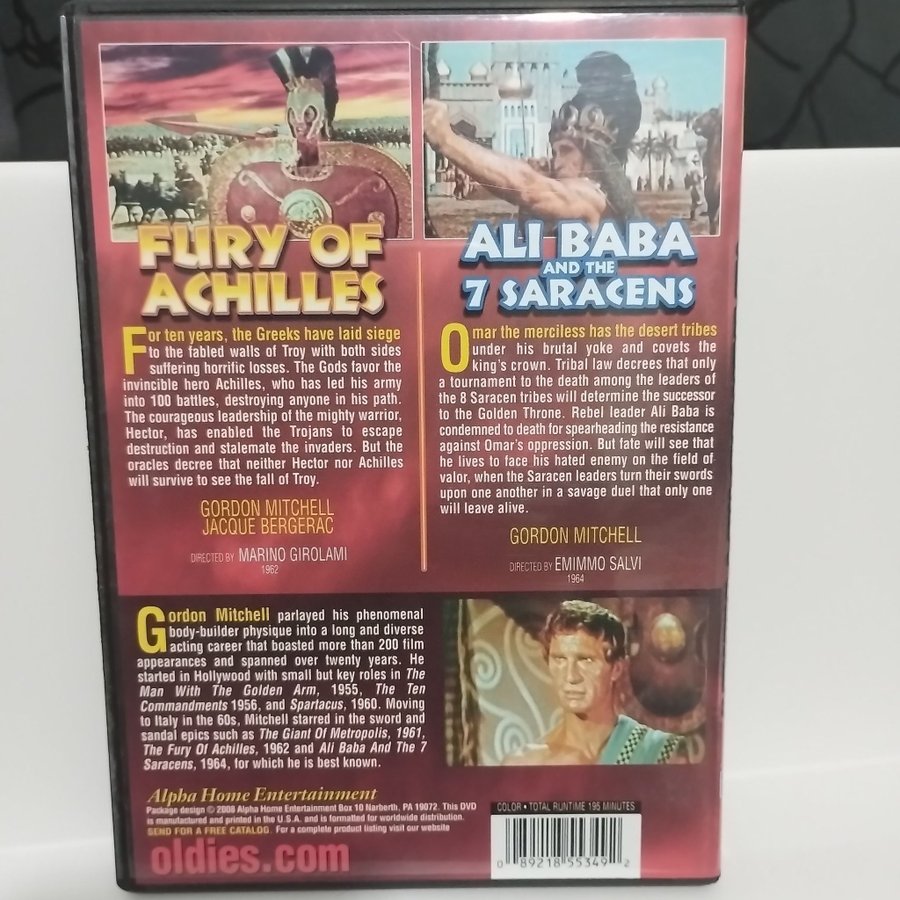 FURY OF
ACHILLES
For ten years, the Greeks have laid siege
to the fabled walls of Troy with both sides
suffering horrific losses. The Gods favor the
invincible hero Achilles, who has led his army
into 100 battles, destroying anyone in his path.
The courageous leadership of the mighty warrior,
Hector, has enabled the Trojans to escape
destruction and stalemate the invaders. But the
oracles decree that neither Hector nor Achilles
will survive to see the fall of Troy.
GORDON MITCHELL
JACQUE BERGERAC
DIRECTED BY MARINO GIROLAMI
1962
ALI BABA
AND THE
7 SARACENS
Omar the merciless has the desert tribes
under his brutal yoke and covets the
king's crown. Tribal law decrees that only
a tournament to the death among the leaders of
the 8 Saracen tribes will determine the successor
to the Golden Throne. Rebel leader Ali Baba is
condemned to death for spearheading the resistance
against Omar's oppression. But fate will see that
he lives to face his hated enemy on the field of
valor, when the Saracen leaders turn their swords
upon one another in a savage duel that only one
will leave alive.
GORDON MITCHELL
DIRECTED BY EMIMMO SALVI
1964
Gordon Mitchell parlayed his phenomenal
body-builder physique into a long and diverse
acting career that boasted more than 200 film
appearances and spanned over twenty years. He
started in Hollywood with small but key roles in The
Man With The Golden Arm, 1955, The Ten
Commandments 1956, and Spartacus, 1960. Moving
to Italy in the 60s, Mitchell starred in the sword and
sandal epics such as The Giant Of Metropolis, 1961,
The Fury Of Achilles, 1962 and Ali Baba And The 7
Saracens, 1964, for which he is best known.
Alpha Home Entertainment
Package design © 2008 Alpha Home Entertainment Box 10 Narberth, PA 19072. This DVD
is manufactured and printed in the U.S.A. and is formatted for worldwide distribution.
SEND FOR A FREE CATALOG. For a complete product listing visit our website
oldies.com
COLOR • TOTAL RUNTIME 195 MINUTES
0 89218 55349 2